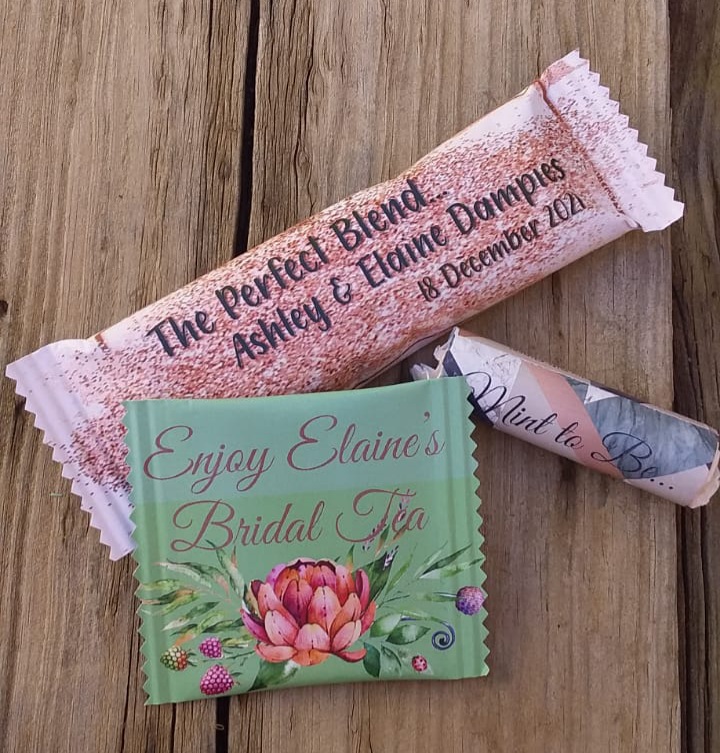 The Perfect Blend...
Ashley & Elaine Dampies
18 December 2021
Mint to Be...
Enjoy Elaine's
Bridal Tea